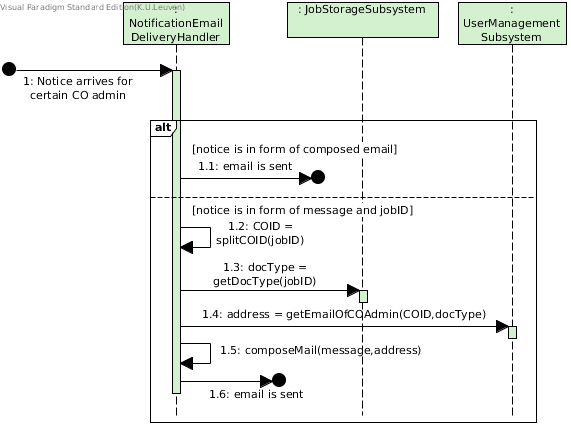 Visual Paradigm Standard Edition(K.U.Leuven)
:
NotificationEmail
DeliveryHandler
: JobStorageSubsystem
:
UserManagement
Subsystem
1: Notice arrives for
certain CO admin
alt
[notice is in form of composed email]
1.1: email is sent
[notice is in form of message and jobID]
1.2: COID =
splitCOID(jobID)
1.3: docType =
getDocType(jobID)
1.4: address = getEmailOfCOAdmin(COID,docType)
1.5: composeMail(message,address)
1.6: email is sent